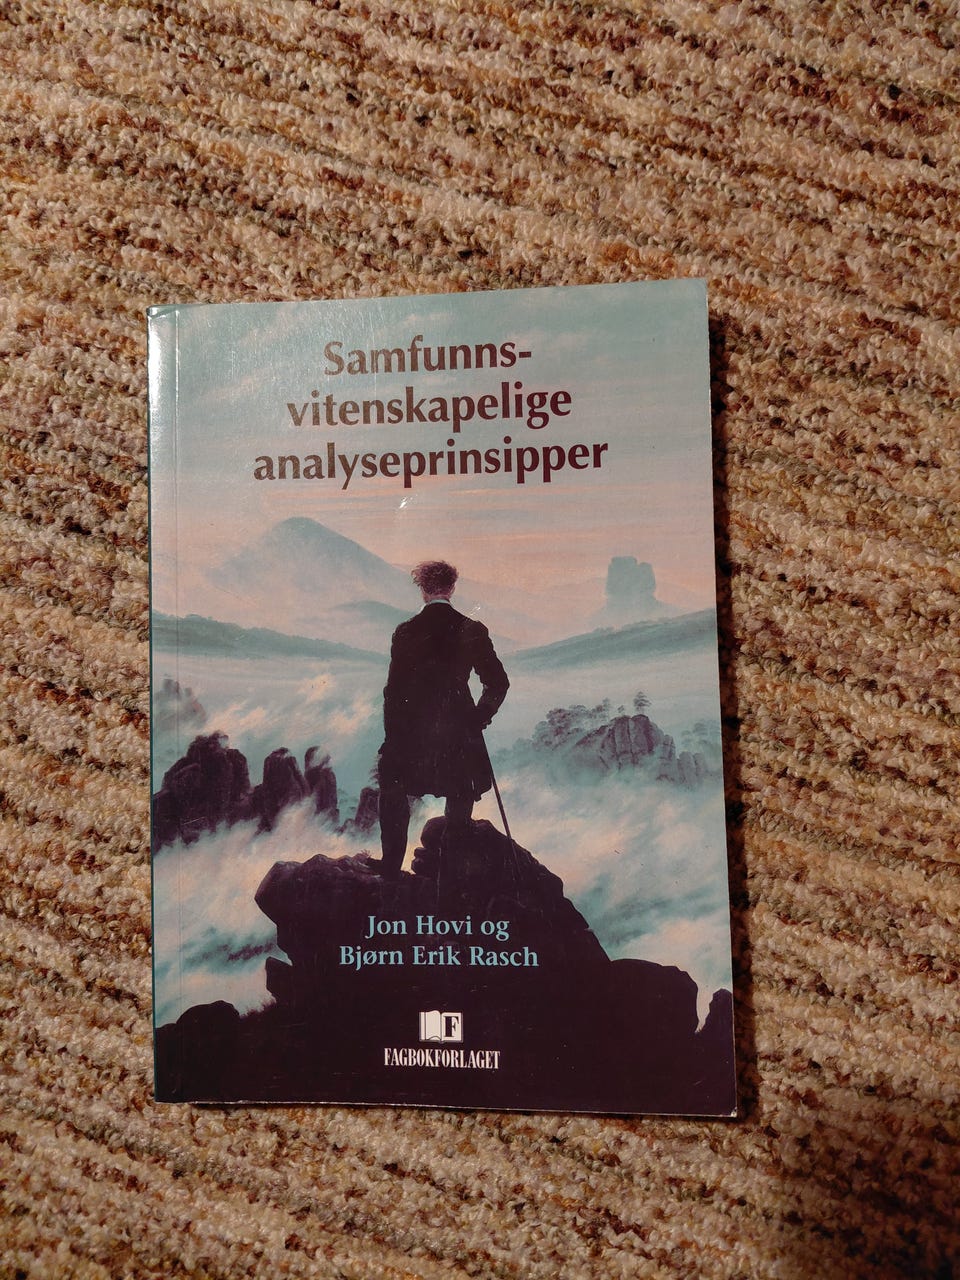 Samfunns-
vitenskapelige
analyseprinsipper
Jon Hovi og
Bjørn Erik Rasch
F
FAGBOKFORLAGET